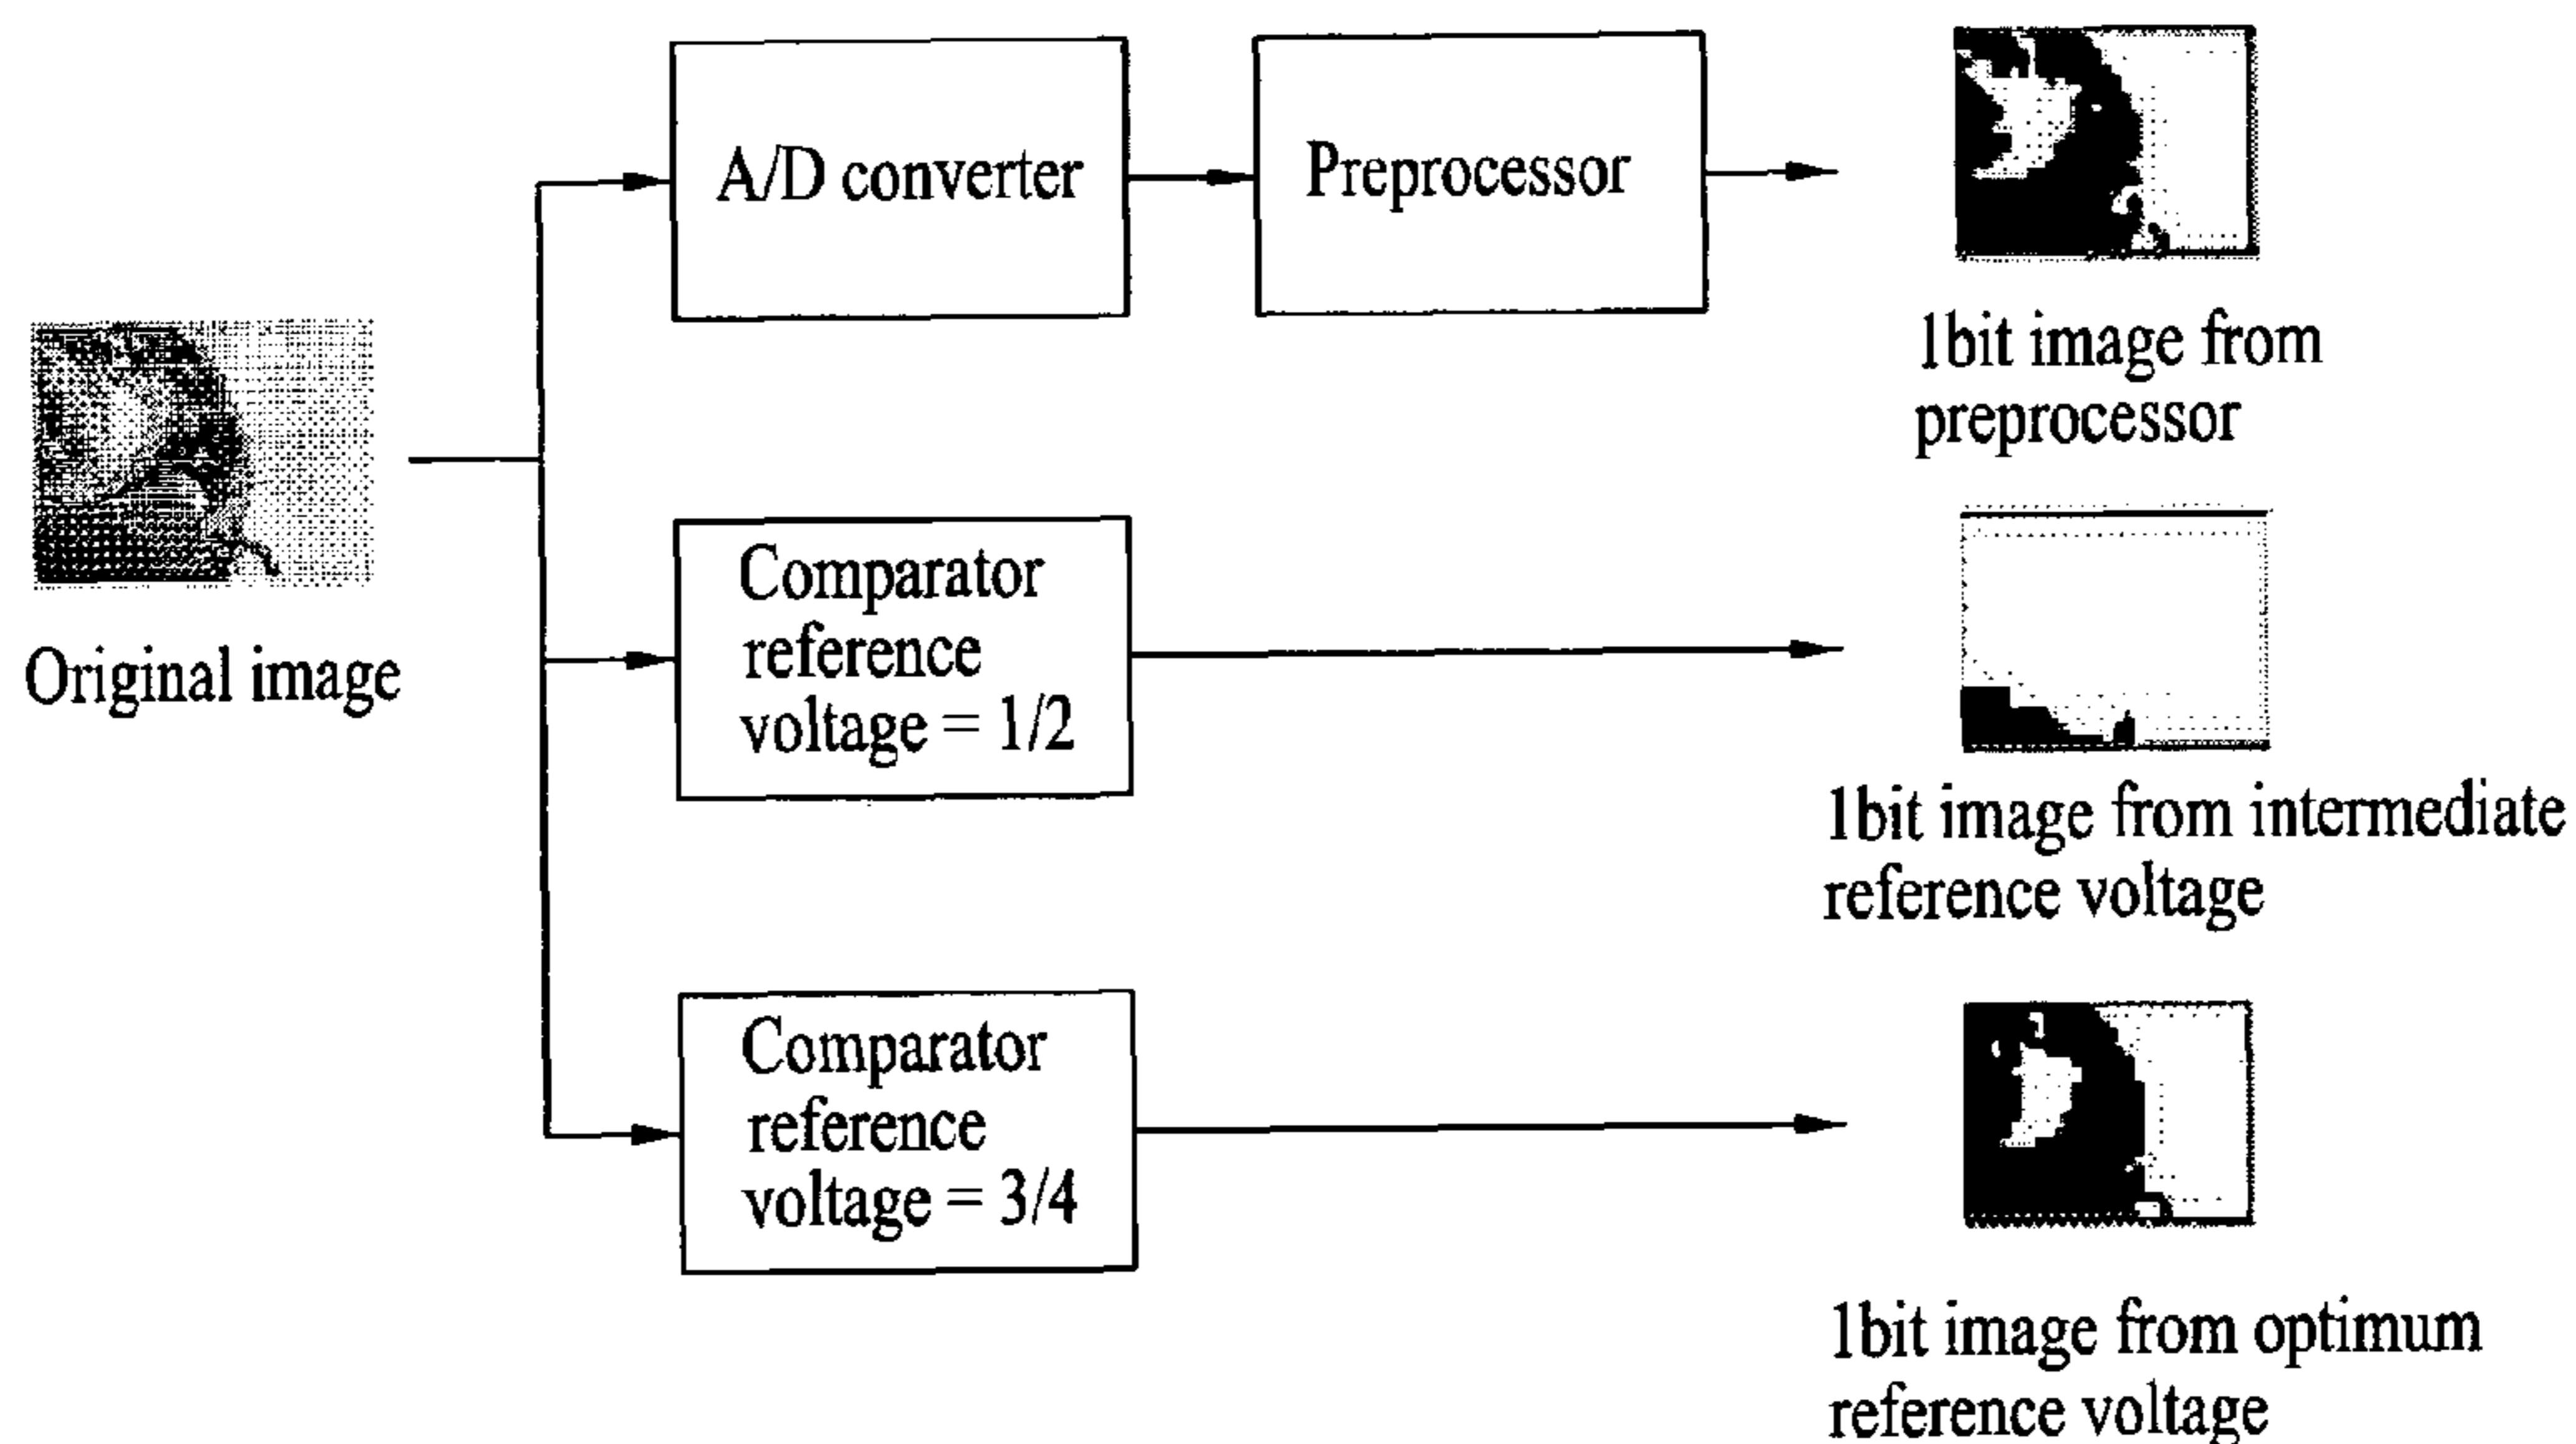 A/D converter
Preprocessor
1bit image from
preprocessor
Original image
Comparator
reference
voltage = 1/2
1bit image from intermediate
reference voltage
Comparator
reference
voltage = 3/4
1bit image from optimum
reference voltage